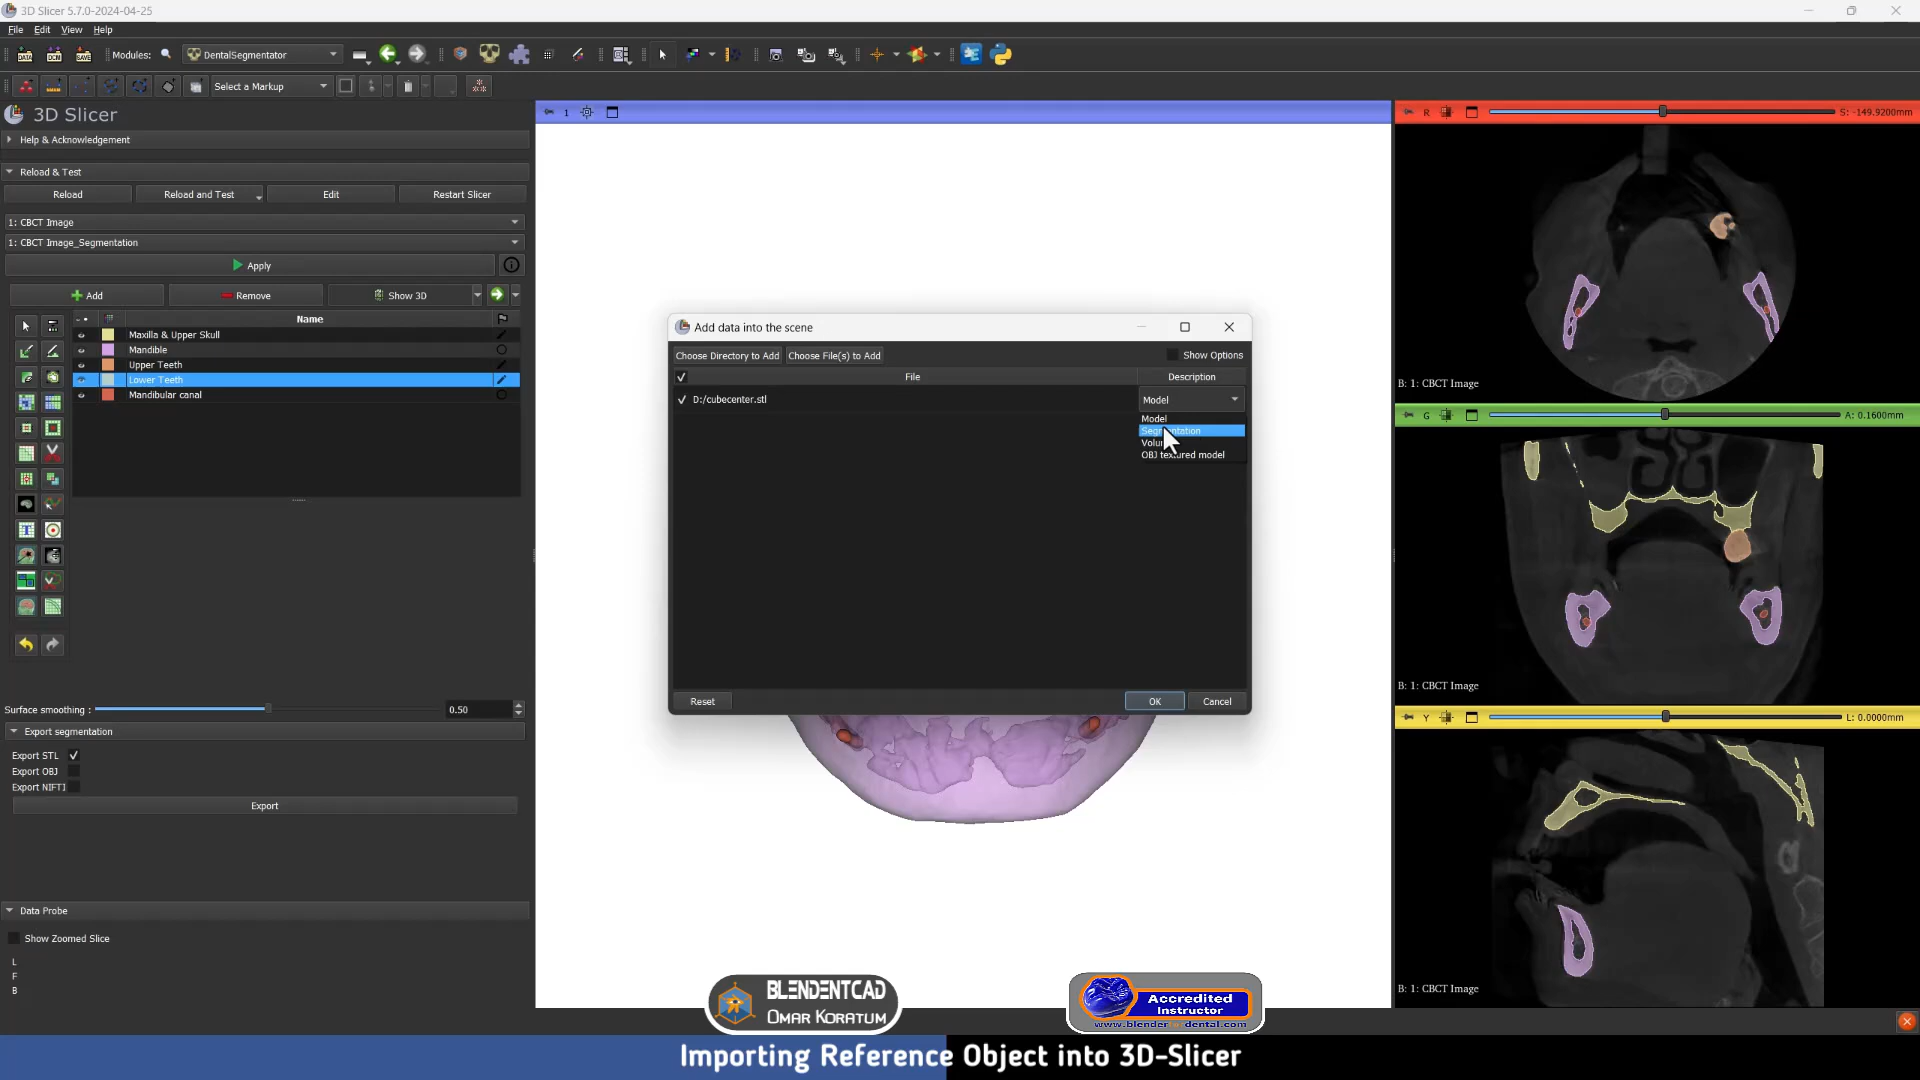 3D Slicer 5.7.0-2024-04-25
File Edit View Help
DATA DCM SAVE Modules: DentalSegmentator
Select a Markup
3D Slicer
Help & Acknowledgement
Reload & Test
Reload Reload and Test Edit Restart Slicer
1: CBCT Image
1: CBCT Image_Segmentation
Apply
Add Remove Show 3D
Name
Maxilla & Upper Skull
Mandible
Upper Teeth
Lower Teeth
Mandibular canal
Surface smoothing : 0.50
Export segmentation
Export STL
Export OBJ
Export NIFTI
Export
Data Probe
Show Zoomed Slice
L
F
B
1
Add data into the scene
Choose Directory to Add Choose File(s) to Add Show Options
File Description
D:/cubecenter.stl Model
Model
Segmentation
OBJ textured model
Reset OK Cancel
R S: -149.9200mm
B: 1: CBCT Image
G A: 0.1600mm
B: 1: CBCT Image
Y L: 0.0000mm
B: 1: CBCT Image
BLENDENTCAD
OMAR KORATUM
Accredited
Instructor
Importing Reference Object into 3D-Slicer